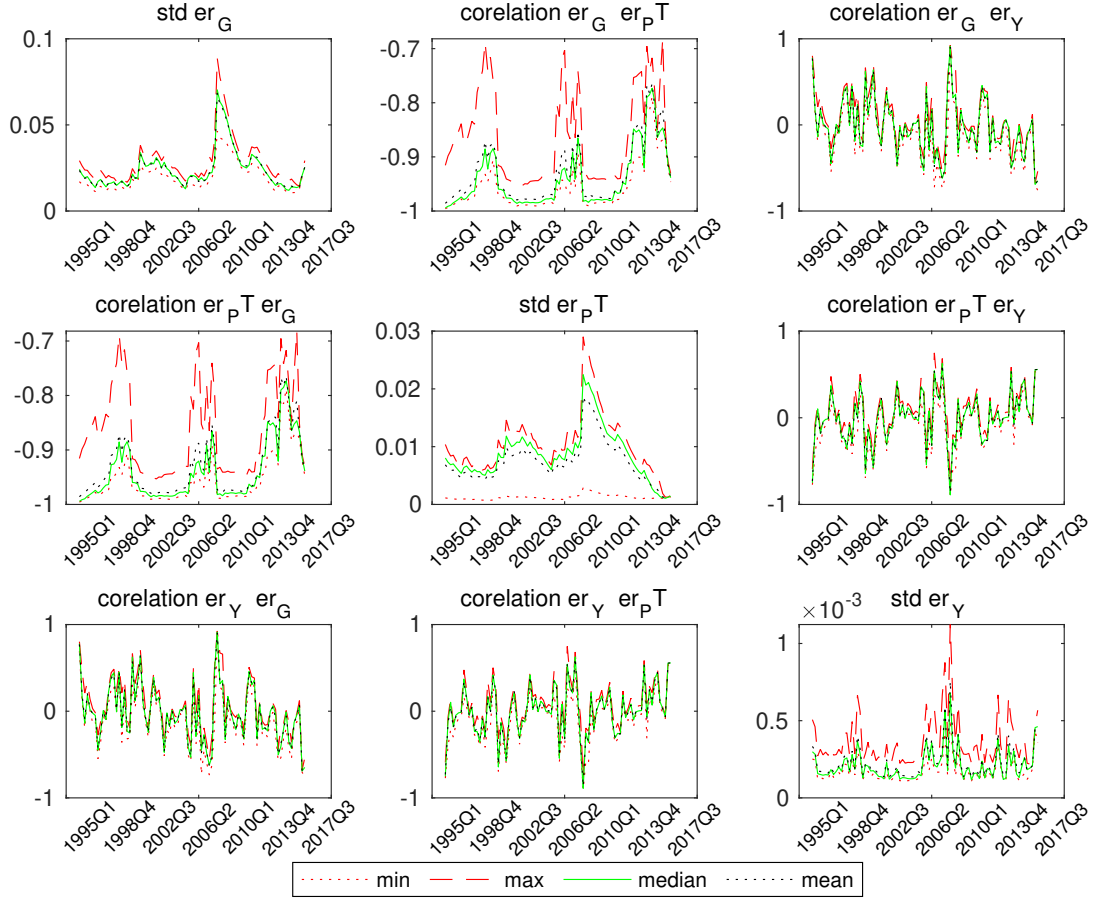 std er_G
corelation er_G er_PT
corelation er_G er_Y
0.1
0.05
0
-0.7
-0.8
-0.9
-1
1
0
-1
1995Q1 1998Q4 2002Q3 2006Q2 2010Q1 2013Q4 2017Q3
1995Q1 1998Q4 2002Q3 2006Q2 2010Q1 2013Q4 2017Q3
1995Q1 1998Q4 2002Q3 2006Q2 2010Q1 2013Q4 2017Q3
corelation er_PT er_G
std er_PT
corelation er_PT er_Y
-0.7
-0.8
-0.9
-1
0.03
0.02
0.01
0
1
0
-1
1995Q1 1998Q4 2002Q3 2006Q2 2010Q1 2013Q4 2017Q3
1995Q1 1998Q4 2002Q3 2006Q2 2010Q1 2013Q4 2017Q3
1995Q1 1998Q4 2002Q3 2006Q2 2010Q1 2013Q4 2017Q3
corelation er_Y er_G
corelation er_Y er_PT
×10^-3 std er_Y
1
0
-1
1
0
-1
1
0.5
0
1995Q1 1998Q4 2002Q3 2006Q2 2010Q1 2013Q4 2017Q3
1995Q1 1998Q4 2002Q3 2006Q2 2010Q1 2013Q4 2017Q3
1995Q1 1998Q4 2002Q3 2006Q2 2010Q1 2013Q4 2017Q3
min max median mean